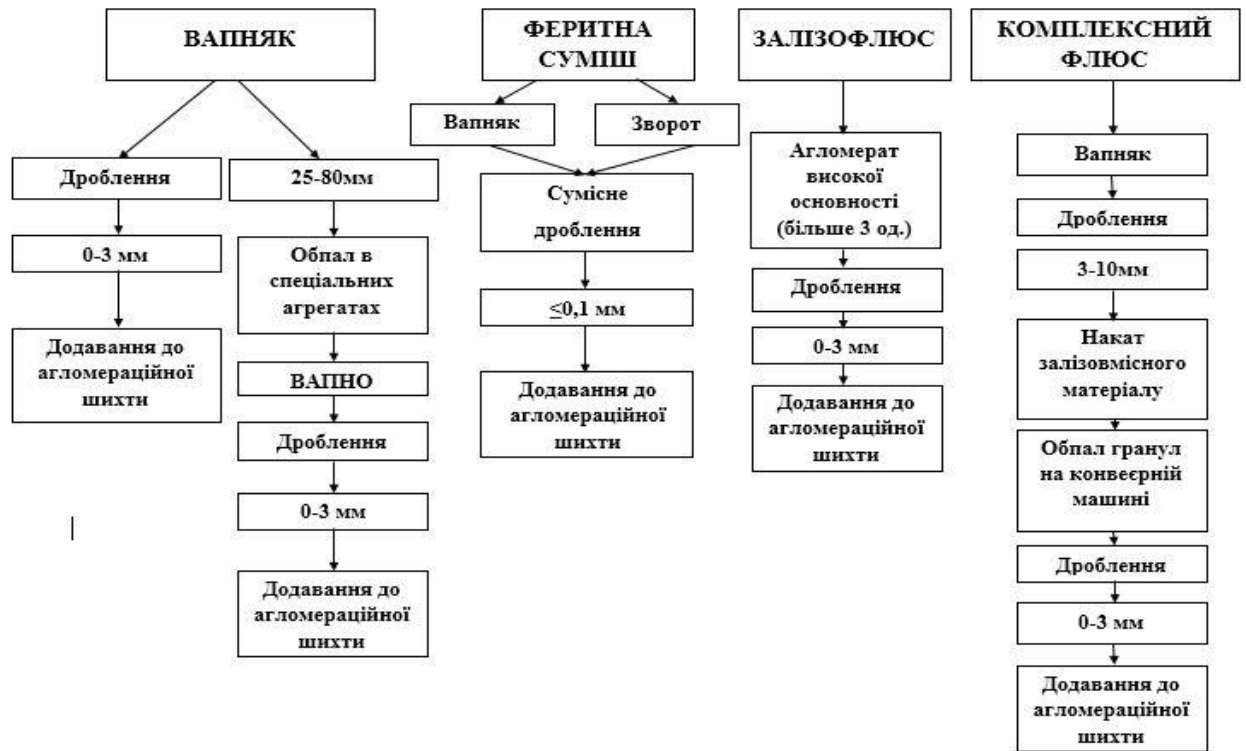 ВАПНЯК
Дроблення
0-3 мм
Додавання до
агломераційної
шихти
25-80мм
Обпал в
спеціальних
агрегатах
ВАПНО
Дроблення
0-3 мм
Додавання до
агломераційної
шихти
ФЕРИТНА
СУМІШ
Вапняк
Зворот
Сумісне
дроблення
≤0,1 мм
Додавання до
агломераційної
шихти
ЗАЛІЗОФЛЮС
Агломерат
високої
основності
(більше 3 од.)
Дроблення
0-3 мм
Додавання до
агломераційної
шихти
КОМПЛЕКСНИЙ
ФЛЮС
Вапняк
Дроблення
3-10мм
Накат
залізовмісного
матеріалу
Обпал гранул
на конвеєрній
машині
Дроблення
0-3 мм
Додавання до
агломераційної
шихти